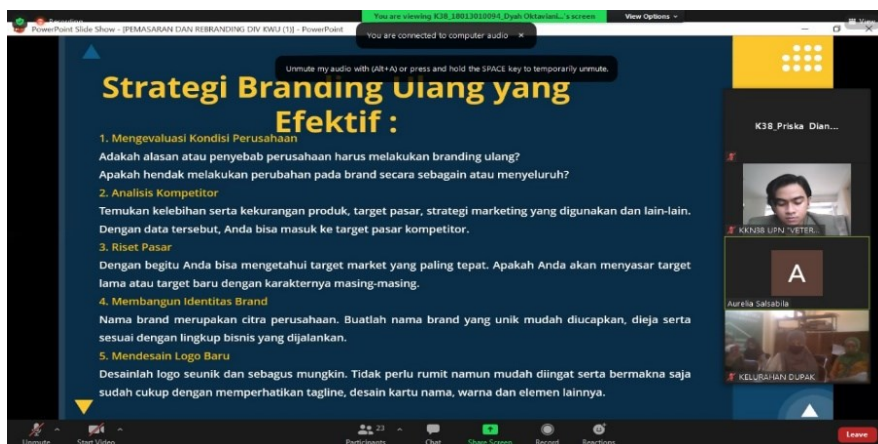 Recording
You are viewing K38_18013010094_Dyah Oktaviani...'s screen
View Options
View
PowerPoint Slide Show - [PEMASARAN DAN REBRANDING DIV KWU (1)] - PowerPoint
You are connected to computer audio
Unmute my audio with (Alt+A) or press and hold the SPACE key to temporarily unmute.
Strategi Branding Ulang yang
Efektif :
1. Mengevaluasi Kondisi Perusahaan
Adakah alasan atau penyebab perusahaan harus melakukan branding ulang?
Apakah hendak melakukan perubahan pada brand secara sebagain atau menyeluruh?
2. Analisis Kompetitor
Temukan kelebihan serta kekurangan produk, target pasar, strategi marketing yang digunakan dan lain-lain.
Dengan data tersebut, Anda bisa masuk ke target pasar kompetitor.
3. Riset Pasar
Dengan begitu Anda bisa mengetahui target market yang paling tepat. Apakah Anda akan menyasar target
lama atau target baru dengan karakternya masing-masing.
4. Membangun Identitas Brand
Nama brand merupakan citra perusahaan. Buatlah nama brand yang unik mudah diucapkan, dieja serta
sesuai dengan lingkup bisnis yang dijalankan.
5. Mendesain Logo Baru
Desainlah logo seunik dan sebagus mungkin. Tidak perlu rumit namun mudah diingat serta bermakna saja
sudah cukup dengan memperhatikan tagline, desain kartu nama, warna dan elemen lainnya.
K38_Priska Dian...
KKN38 UPN "VETER...
A
Aurelia Salsabila
KELURAHAN DUPAK
Unmute
Start Video
23
Participants
Chat
Share Screen
Record
Reactions
Leave